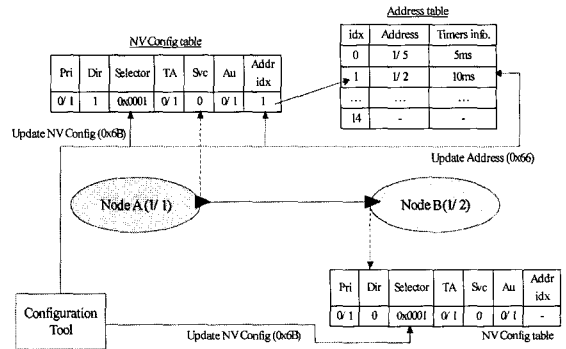 Address table
idx Address Timers info.
0 1/ 5 5ms
1 1/ 2 10ms
... ... ...
14 - -
NV Config table
Pri Dir Selector TA Svc Au Addr idx
0/ 1 1 0x0001 0/ 1 0 0/ 1 1
Update NV Config (0x6B)
Update Address (0x66)
Node A (1/ 1)
Node B (1/ 2)
Pri Dir Selector TA Svc Au Addr idx
0/ 1 0 0x0001 0/ 1 0 0/ 1 -
Configuration
Tool
Update NV Config (0x6B)
NV Config table